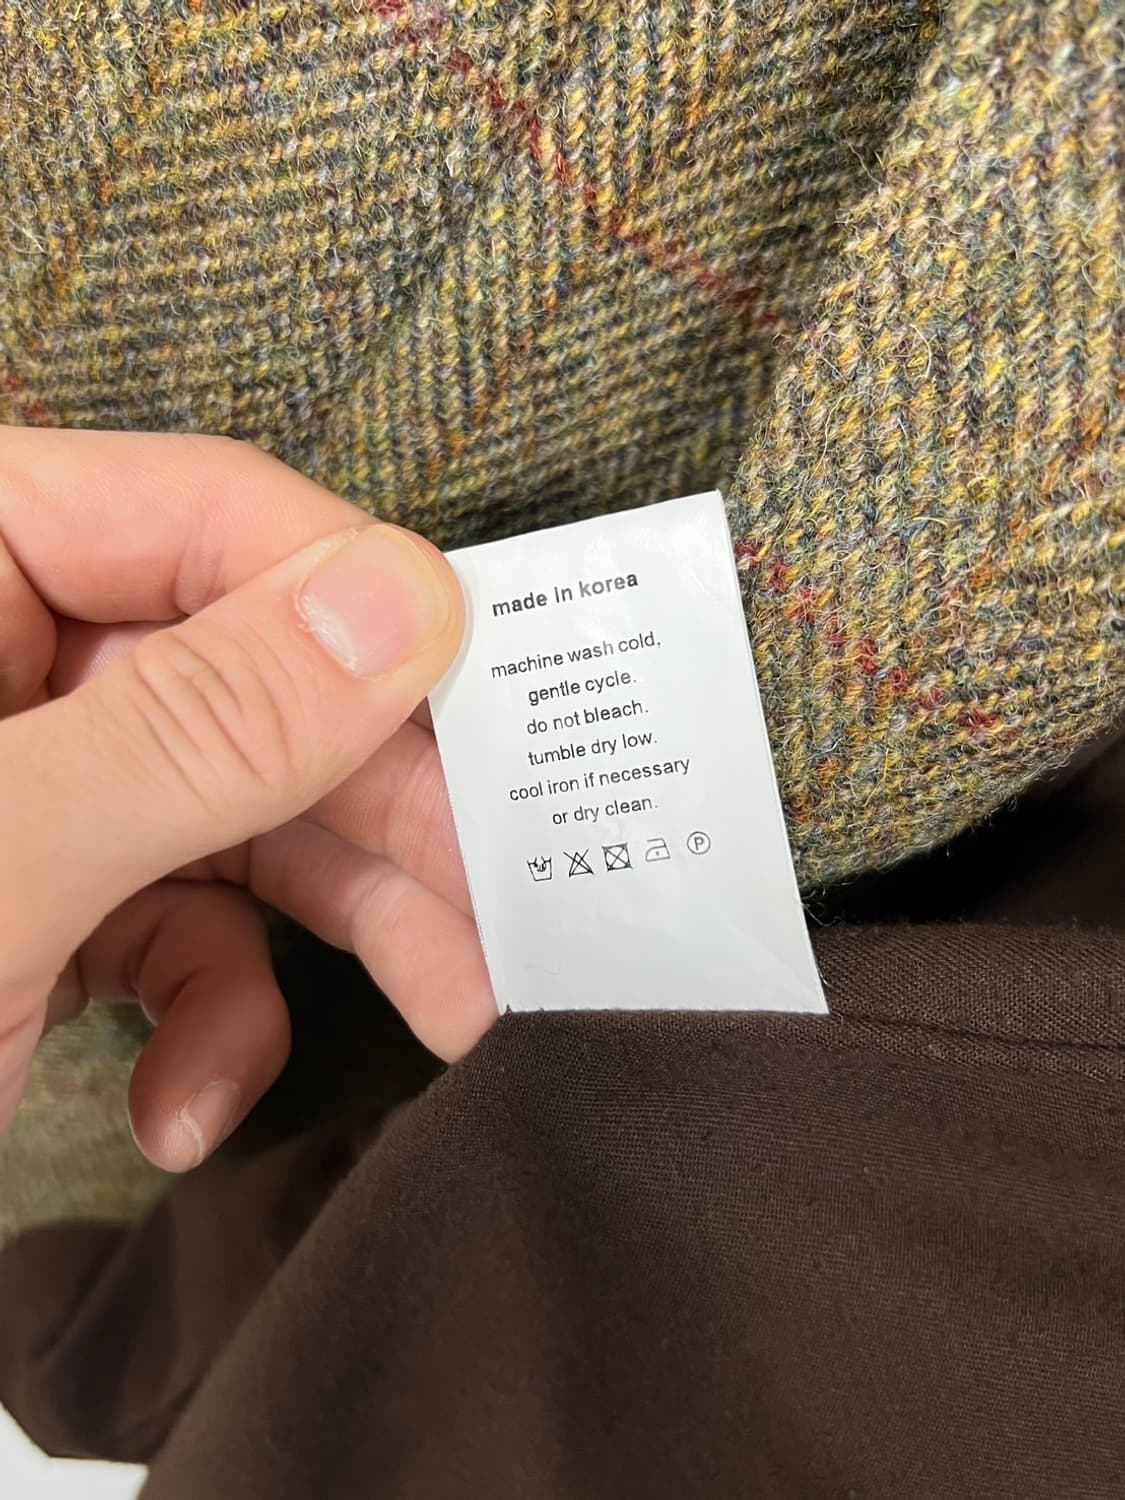 made in korea
machine wash cold,
gentle cycle.
do not bleach.
tumble dry low.
cool iron if necessary
or dry clean.
P